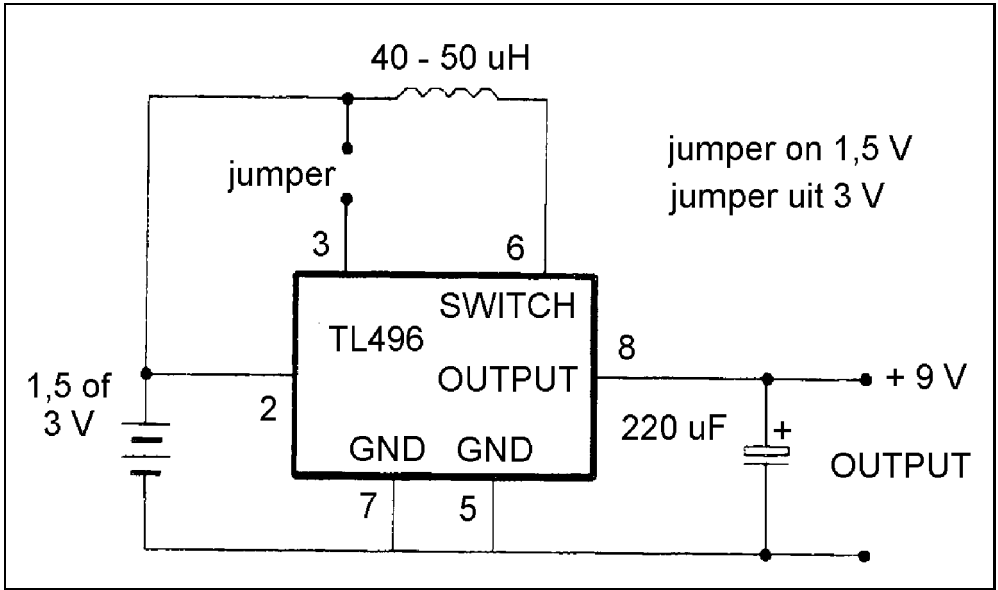 40 - 50 uH
jumper on 1,5 V
jumper uit 3 V
jumper
3
6
SWITCH
TL496
8
OUTPUT
+ 9 V
1,5 of
3 V
2
220 uF
+
GND GND
OUTPUT
7
5